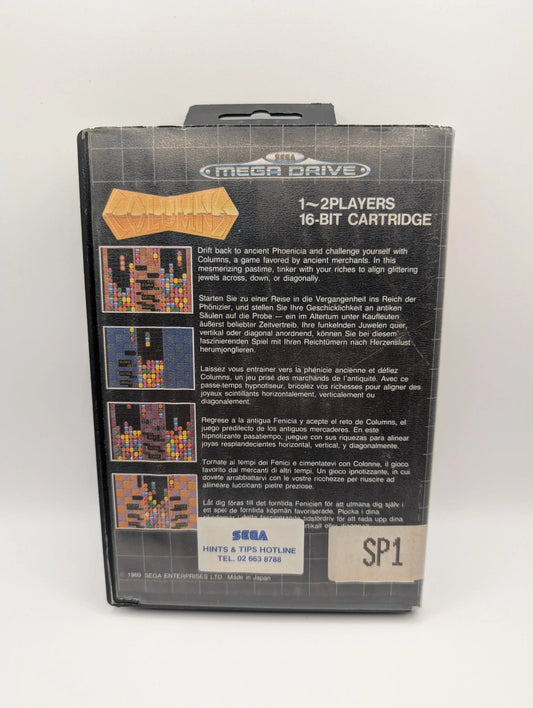 SEGA
MEGA DRIVE
COLUMNS
1~2PLAYERS
16-BIT CARTRIDGE
Drift back to ancient Phoenicia and challenge yourself with
Columns, a game favored by ancient merchants. In this
mesmerizing pastime, tinker with your riches to align glittering
jewels across, down, or diagonally.
Starten Sie zu einer Reise in die Vergangenheit ins Reich der
Phönizier, und stellen Sie Ihre Geschicklichkeit an antiken
Säulen auf die Probe — ein im Altertum unter Kaufleuten
äußerst beliebter Zeitvertreib. Ihre funkelnden Juwelen quer,
vertikal oder diagonal anordnend, können Sie bei diesem
faszinierenden Spiel mit Ihren Reichtümern nach Herzenslust
herumjonglieren.
Laissez vous entrainer vers la phénicie ancienne et défiez
Columns, un jeu prisé des marchands de l'antiquité. Avec ce
passe-temps hypnotiseur, bricolez vos richesses pour aligner des
joyaux scintillants horizontalement, verticalement ou
diagonalement.
Regrese a la antigua Fenicia y acepte el reto de Columns, el
juego predilecto de los antiguos mercaderes. En este
hipnotizante pasatiempo, juegue con sus riquezas para alinear
joyas resplandecientes horizontal, vertical, y diagonalmente.
Tornate ai tempi dei Fenici e cimentatevi con Colonne, il gioco
favorito dai mercanti di altri tempi. Un gioco ipnotizzante, in cui
dovete arrabbattarvi con le vostre ricchezze per riuscire ad
allineare luccicanti pietre preziose.
Låt dig föras till det forntida Fenicien för att utmana dig själv i
ett spel de forntida köpmän favoriserade. Plocka i dina
tidsfördriv för att rada upp dina
SEGA
HINTS & TIPS HOTLINE
TEL. 02 663 8788
SP1
1989 SEGA ENTERPRISES LTD. Made in Japan